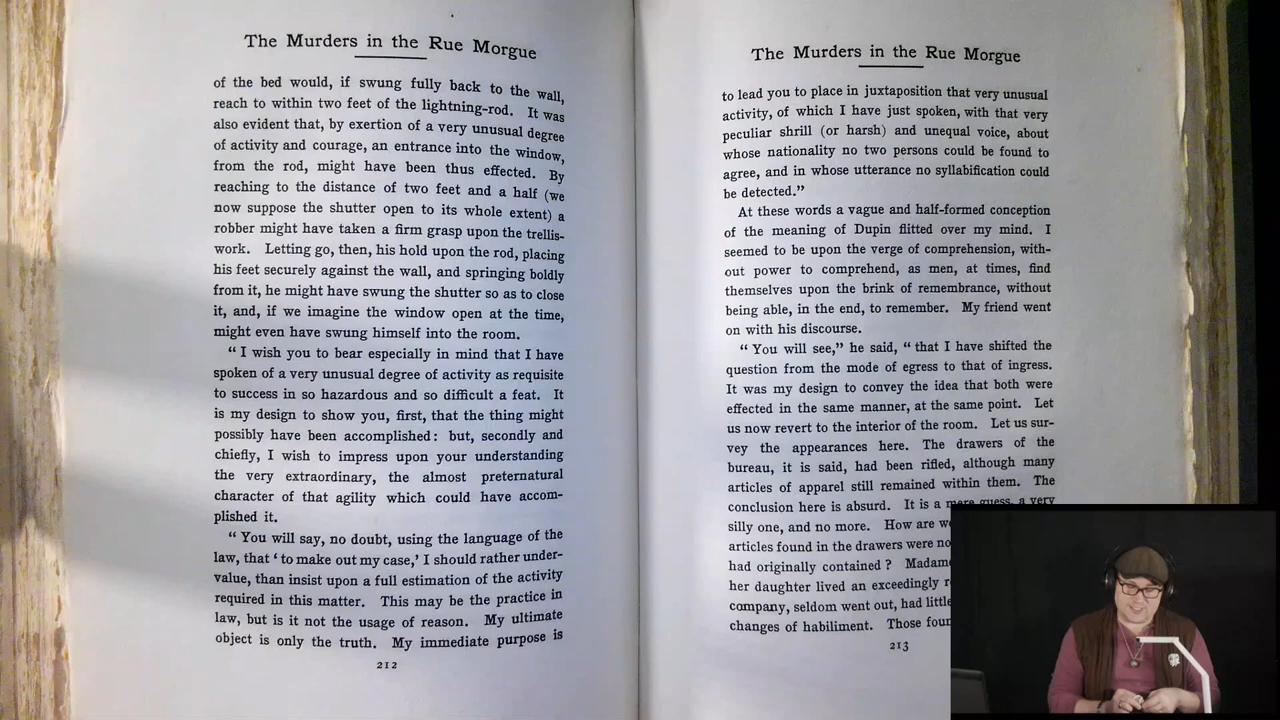 The Murders in the Rue Morgue
of the bed would, if swung fully back to the wall,
reach to within two feet of the lightning-rod. It was
also evident that, by exertion of a very unusual degree
of activity and courage, an entrance into the window,
from the rod, might have been thus effected. By
reaching to the distance of two feet and a half (we
now suppose the shutter open to its whole extent) a
robber might have taken a firm grasp upon the trellis-
work. Letting go, then, his hold upon the rod, placing
his feet securely against the wall, and springing boldly
from it, he might have swung the shutter so as to close
it, and, if we imagine the window open at the time,
might even have swung himself into the room.
“ I wish you to bear especially in mind that I have
spoken of a very unusual degree of activity as requisite
to success in so hazardous and so difficult a feat. It
is my design to show you, first, that the thing might
possibly have been accomplished: but, secondly and
chiefly, I wish to impress upon your understanding
the very extraordinary, the almost preternatural
character of that agility which could have accom-
plished it.
“ You will say, no doubt, using the language of the
law, that ‘ to make out my case,’ I should rather under-
value, than insist upon a full estimation of the activity
required in this matter. This may be the practice in
law, but is it not the usage of reason. My ultimate
object is only the truth. My immediate purpose is
212
The Murders in the Rue Morgue
to lead you to place in juxtaposition that very unusual
activity, of which I have just spoken, with that very
peculiar shrill (or harsh) and unequal voice, about
whose nationality no two persons could be found to
agree, and in whose utterance no syllabification could
be detected.”
At these words a vague and half-formed conception
of the meaning of Dupin flitted over my mind. I
seemed to be upon the verge of comprehension, with-
out power to comprehend, as men, at times, find
themselves upon the brink of remembrance, without
being able, in the end, to remember. My friend went
on with his discourse.
“ You will see,” he said, “ that I have shifted the
question from the mode of egress to that of ingress.
It was my design to convey the idea that both were
effected in the same manner, at the same point. Let
us now revert to the interior of the room. Let us sur-
vey the appearances here. The drawers of the
bureau, it is said, had been rifled, although many
articles of apparel still remained within them. The
conclusion here is absurd. It is a mere guess, a very
silly one, and no more. How are
articles found in the drawers were
had originally contained ? Madame
her daughter lived an exceedingly
company, seldom went out, had little
changes of habiliment. Those
213